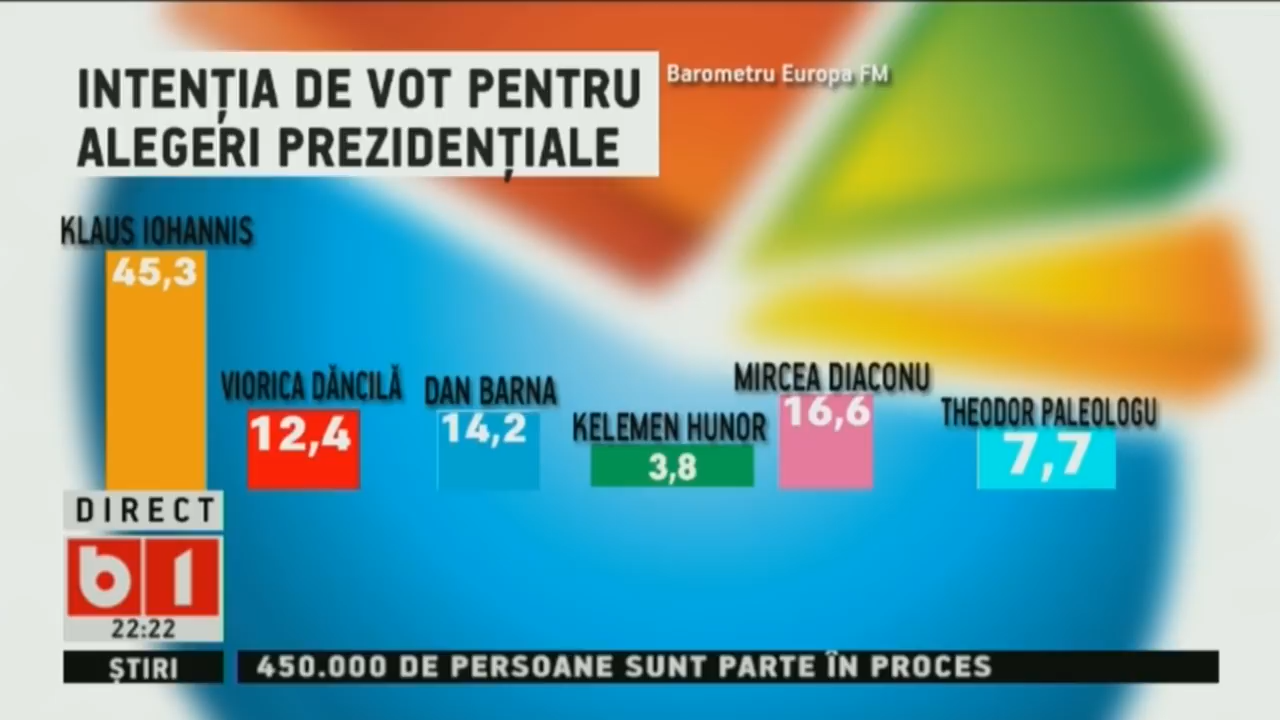 INTENȚIA DE VOT PENTRU
ALEGERI PREZIDENȚIALE
Barometru Europa FM
KLAUS IOHANNIS
45,3
VIORICA DĂNCILĂ
12,4
DAN BARNA
14,2
KELEMEN HUNOR
3,8
MIRCEA DIACONU
16,6
THEODOR PALEOLOGU
7,7
DIRECT
b1
22:22
ȘTIRI
450.000 DE PERSOANE SUNT PARTE ÎN PROCES